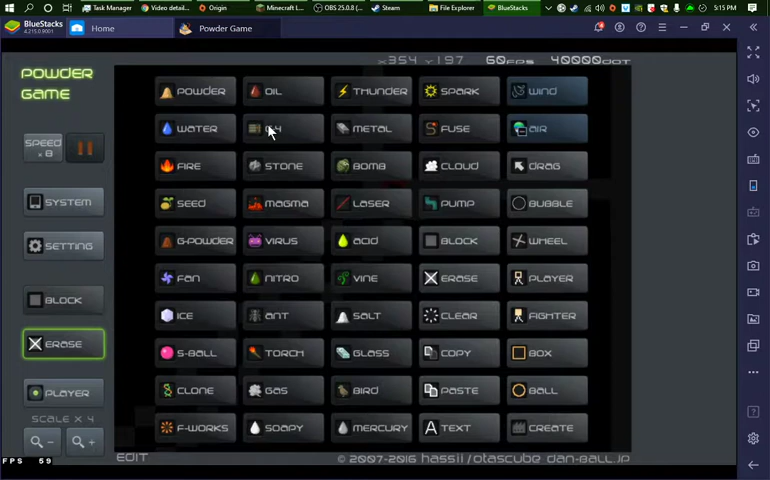 Task Manager Video detail... Origin Minecraft L... OBS 25.0.8 (... Steam File Explorer BlueStacks 5:15 PM
BlueStacks
4.215.0.9101
Home Powder Game
X354 Y197 60FPS 40000DOT
POWDER
GAME
POWDER OIL THUNDER SPARK WIND
WATER METAL FUSE AIR
SPEED
X8
FIRE STONE BOMB CLOUD DRAG
SYSTEM SEED MAGMA LASER PUMP BUBBLE
SETTING G-POWDER VIRUS ACID BLOCK WHEEL
FAN NITRO VINE ERASE PLAYER
BLOCK ICE ANT SALT CLEAR FIGHTER
ERASE S-BALL TORCH GLASS COPY BOX
PLAYER CLONE GAS BIRD PASTE BALL
SCALE X 4
F-WORKS SOAPY MERCURY TEXT CREATE
EDIT © 2007-2016 HASSII/OTASCUBE DAN-BALL.JP
FPS 59